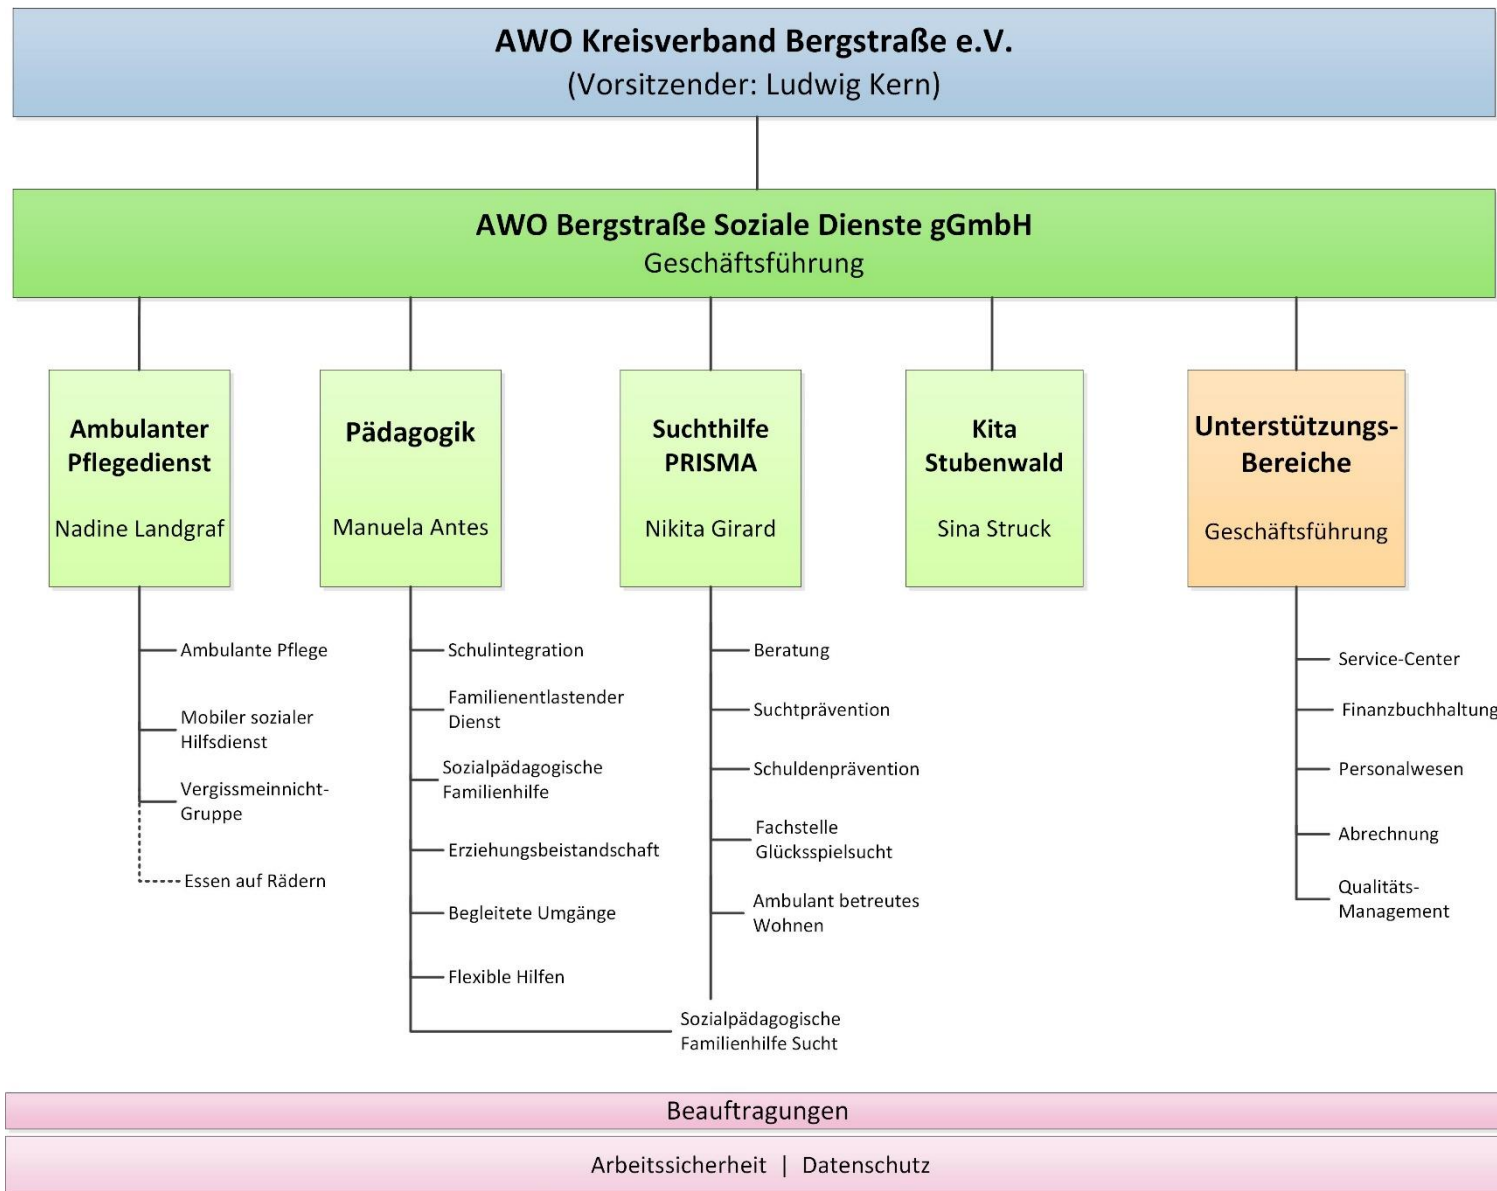 AWO Kreisverband Bergstraße e.V.
(Vorsitzender: Ludwig Kern)
AWO Bergstraße Soziale Dienste gGmbH
Geschäftsführung
Ambulanter
Pflegedienst
Nadine Landgraf
Ambulante Pflege
Mobiler sozialer
Hilfsdienst
Vergissmeinnicht-
Gruppe
Essen auf Rädern
Pädagogik
Manuela Antes
Schulintegration
Familienentlastender
Dienst
Sozialpädagogische
Familienhilfe
Erziehungsbeistandschaft
Begleitete Umgänge
Flexible Hilfen
Suchthilfe
PRISMA
Nikita Girard
Beratung
Suchtprävention
Schuldenprävention
Fachstelle
Glücksspielsucht
Ambulant betreutes
Wohnen
Sozialpädagogische
Familienhilfe Sucht
Kita
Stubenwald
Sina Struck
Unterstützungs-
Bereiche
Geschäftsführung
Service-Center
Finanzbuchhaltung
Personalwesen
Abrechnung
Qualitäts-
Management
Beauftragungen
Arbeitssicherheit | Datenschutz